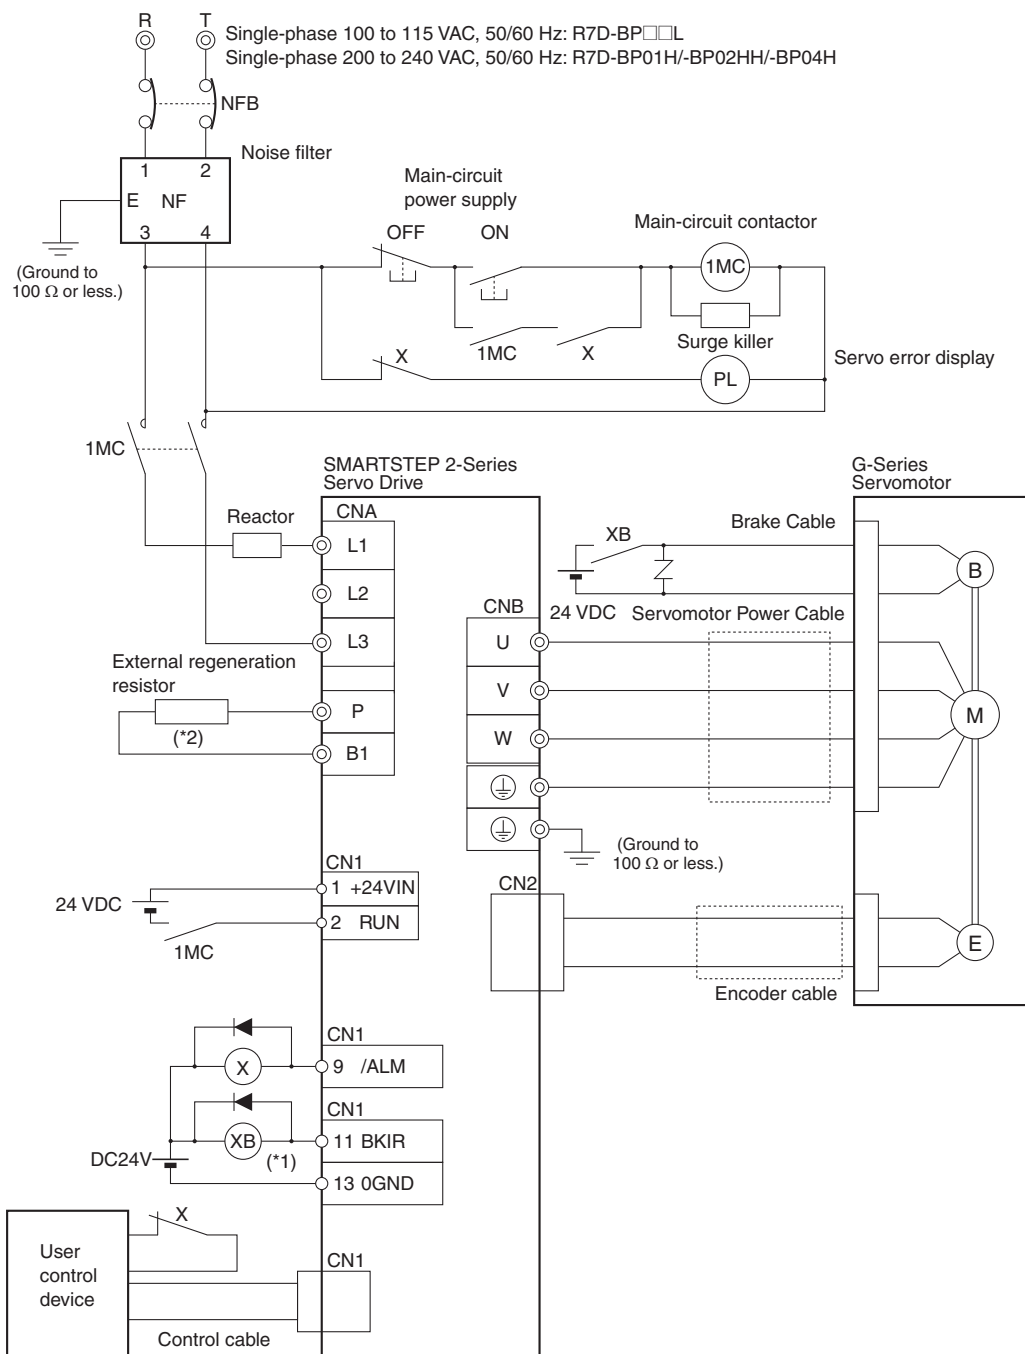 R
T
Single-phase 100 to 115 VAC, 50/60 Hz: R7D-BP□□L
Single-phase 200 to 240 VAC, 50/60 Hz: R7D-BP01H/-BP02HH/-BP04H
NFB
Noise filter
1 2
E NF
3 4
(Ground to
100 Ω or less.)
Main-circuit
power supply
OFF ON
Main-circuit contactor
1MC
Surge killer
1MC X
X
PL
Servo error display
1MC
SMARTSTEP 2-Series
Servo Drive
G-Series
Servomotor
Reactor
CNA
L1
L2
L3
External regeneration
resistor
(*2)
P
B1
XB
Brake Cable
24 VDC
B
CNB
Servomotor Power Cable
U
V
W
M
(Ground to
100 Ω or less.)
CN1
24 VDC
1 +24VIN
2 RUN
1MC
CN2
E
Encoder cable
CN1
X
9 /ALM
CN1
XB
(*1)
11 BKIR
DC24V
13 0GND
X
User
control
device
CN1
Control cable